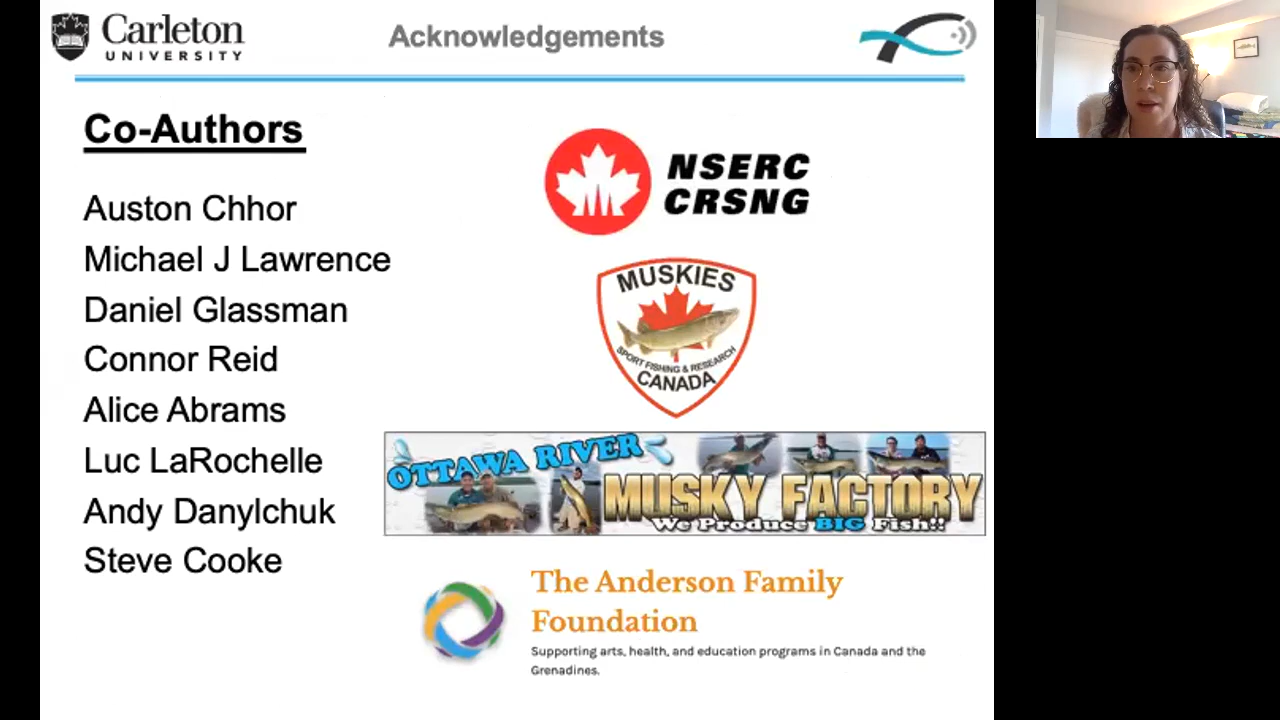 Carleton
UNIVERSITY
Acknowledgements
Co-Authors
Auston Chhor
Michael J Lawrence
Daniel Glassman
Connor Reid
Alice Abrams
Luc LaRochelle
Andy Danylchuk
Steve Cooke
NSERC
CRSNG
MUSKIES
SPORT FISHING & RESEARCH
CANADA
OTTAWA RIVER
MUSKY FACTORY
We Produce BIG Fish!!
The Anderson Family
Foundation
Supporting arts, health, and education programs in Canada and the
Grenadines.